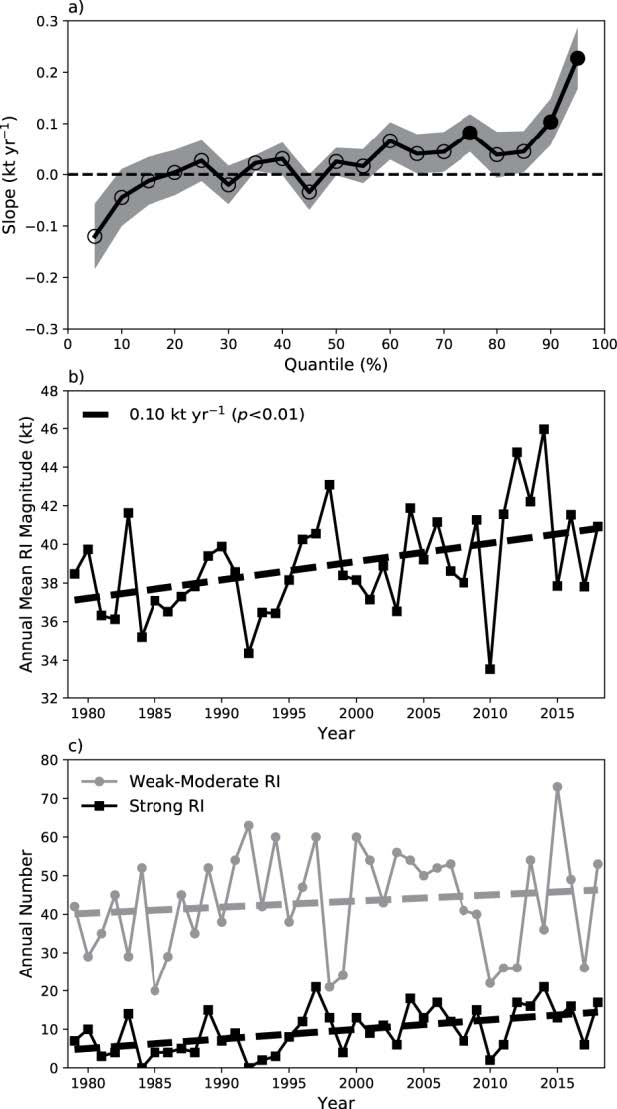 a)
0.3
0.2
0.1
0.0
−0.1
−0.2
−0.3
Slope (kt yr⁻¹)
0 10 20 30 40 50 60 70 80 90 100
Quantile (%)
b)
48
46
44
42
40
38
36
34
32
Annual Mean RI Magnitude (kt)
0.10 kt yr⁻¹ (p<0.01)
1980 1985 1990 1995 2000 2005 2010 2015
Year
c)
80
70
60
50
40
30
20
10
0
Annual Number
Weak-Moderate RI
Strong RI
1980 1985 1990 1995 2000 2005 2010 2015
Year